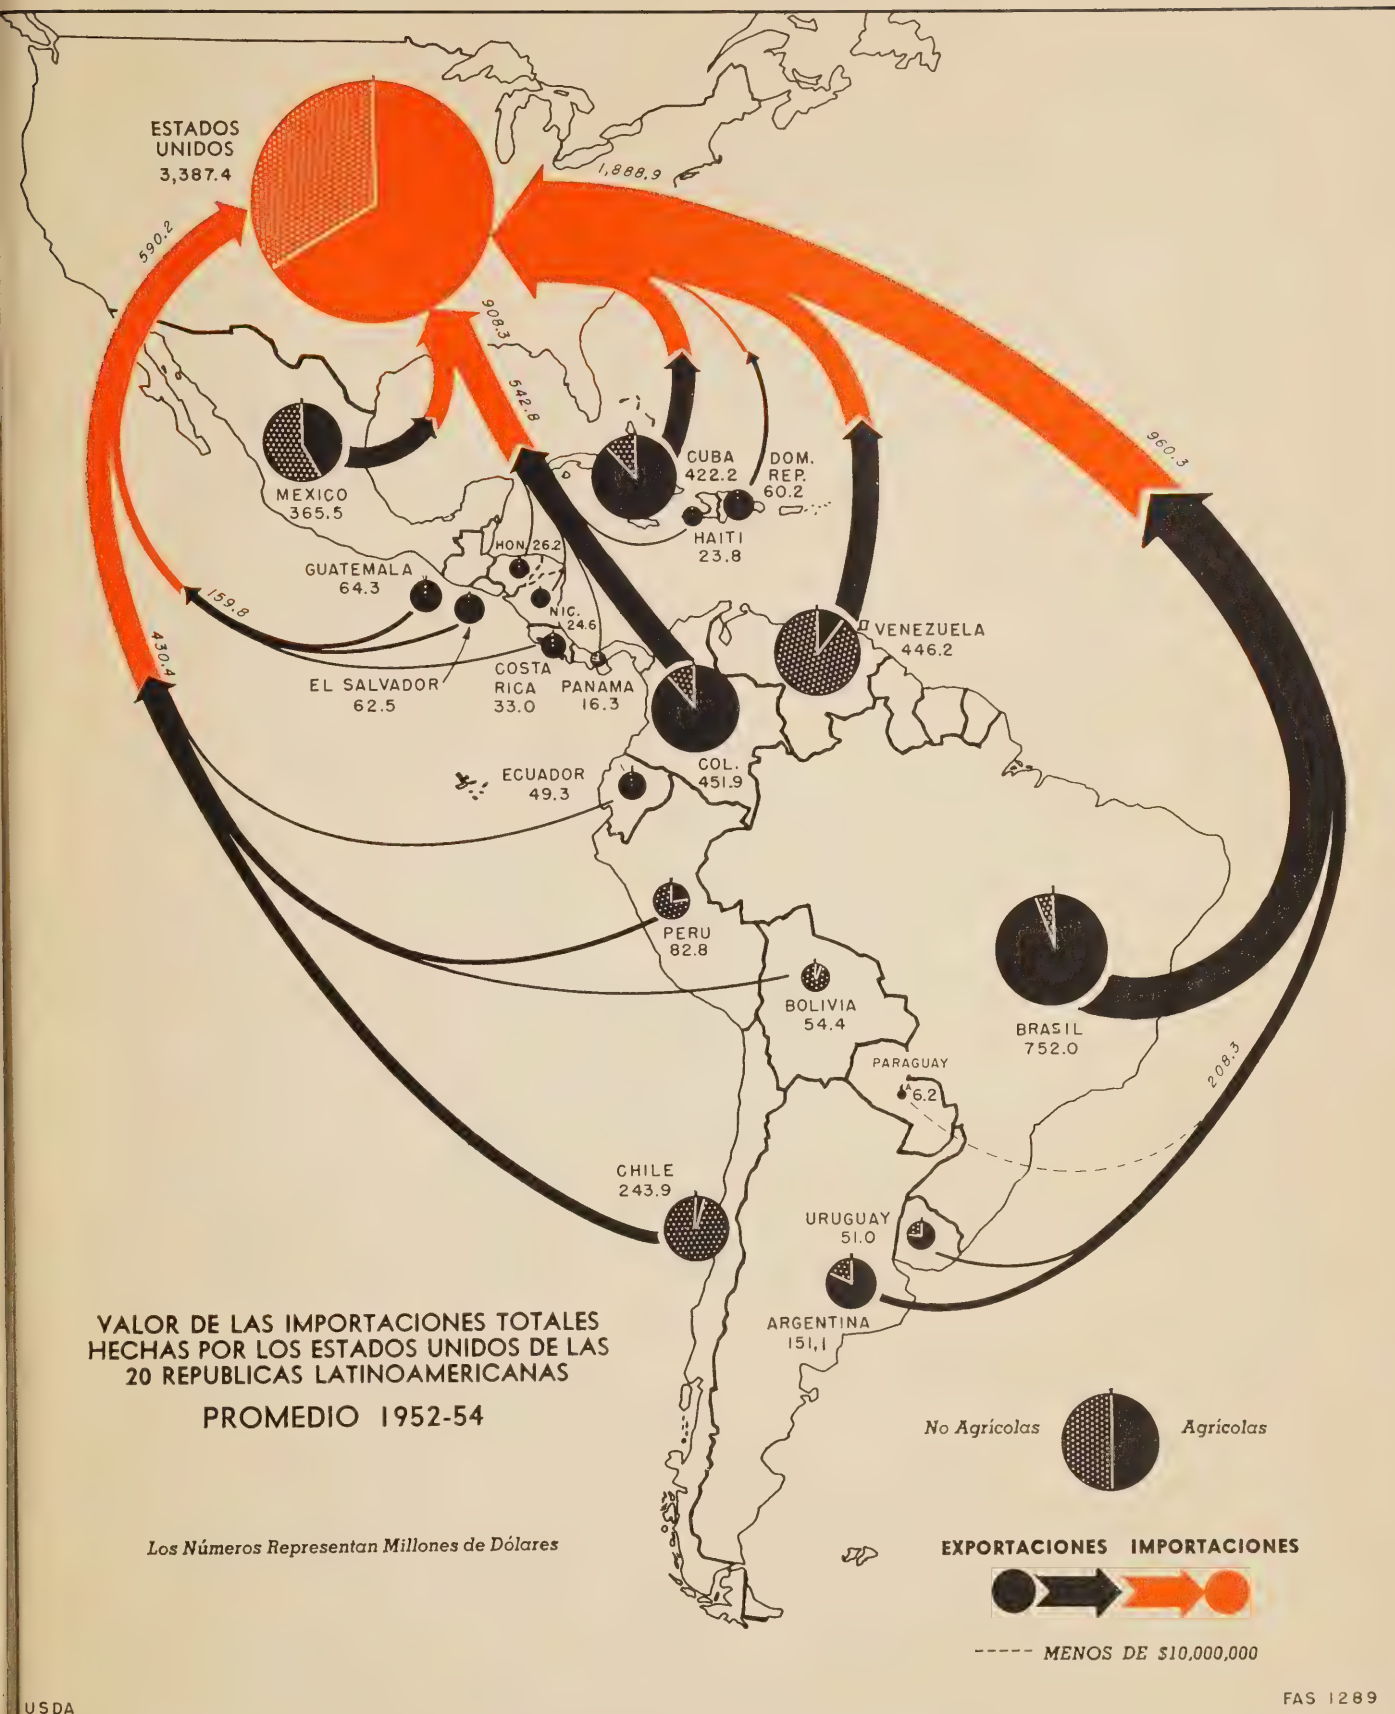 1,888.9
ESTADOS
UNIDOS
3,387.4
590.2
908.3
542.8
960.3
MEXICO
365.5
CUBA
422.2
DOM.
REP.
60.2
HAITI
23.8
HON. 26.2
GUATEMALA
64.3
159.8
NIC.
24.6
430.4
EL SALVADOR
62.5
COSTA
RICA
33.0
PANAMA
16.3
VENEZUELA
446.2
COL.
451.9
ECUADOR
49.3
PERU
82.8
BOLIVIA
54.4
BRASIL
752.0
PARAGUAY
6.2
208.3
CHILE
243.9
URUGUAY
51.0
ARGENTINA
151,1
VALOR DE LAS IMPORTACIONES TOTALES
HECHAS POR LOS ESTADOS UNIDOS DE LAS
20 REPUBLICAS LATINOAMERICANAS
PROMEDIO 1952-54
No Agrícolas
Agrícolas
Los Números Representan Millones de Dólares
EXPORTACIONES IMPORTACIONES
----- MENOS DE $10,000,000
USDA
FAS 1289